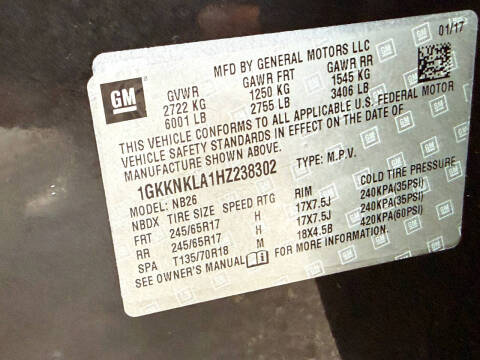 01/17
MFD BY GENERAL MOTORS LLC
GM
GVWR GAWR FRT GAWR RR
2722 KG 1250 KG 1545 KG
6001 LB 2755 LB 3406 LB
THIS VEHICLE CONFORMS TO ALL APPLICABLE U.S. FEDERAL MOTOR
VEHICLE SAFETY STANDARDS IN EFFECT ON THE DATE OF
MANUFACTURE SHOWN ABOVE.
1GKKNKLA1HZ238302 TYPE: M.P.V.
MODEL: NB26
NBDX TIRE SIZE SPEED RTG RIM COLD TIRE PRESSURE
FRT 245/65R17 H 17X7.5J 240KPA(35PSI)
RR 245/65R17 H 17X7.5J 240KPA(35PSI)
SPA T135/70R18 M 18X4.5B 420KPA(60PSI)
SEE OWNER'S MANUAL i FOR MORE INFORMATION.